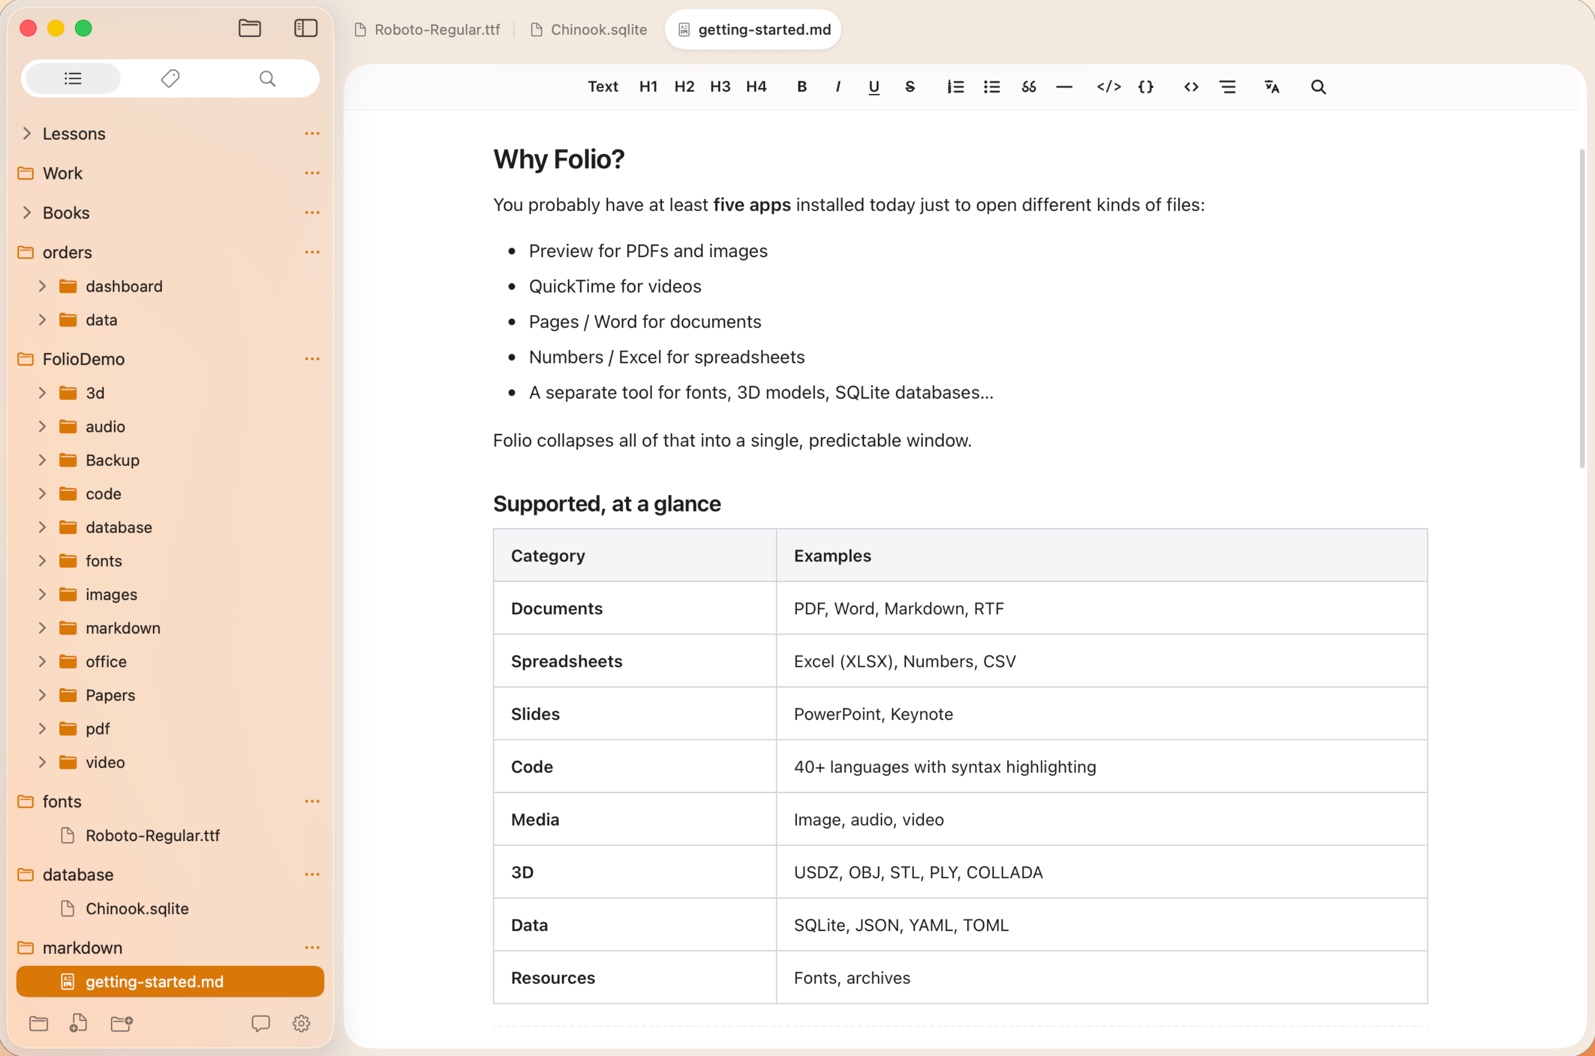 Roboto-Regular.ttf
Chinook.sqlite
getting-started.md
Text H1 H2 H3 H4 B I U S
Lessons
Work
Books
orders
dashboard
data
FolioDemo
3d
audio
Backup
code
database
fonts
images
markdown
office
Papers
pdf
video
fonts
Roboto-Regular.ttf
database
Chinook.sqlite
markdown
getting-started.md
Why Folio?
You probably have at least five apps installed today just to open different kinds of files:
• Preview for PDFs and images
• QuickTime for videos
• Pages / Word for documents
• Numbers / Excel for spreadsheets
• A separate tool for fonts, 3D models, SQLite databases...
Folio collapses all of that into a single, predictable window.
Supported, at a glance
Category Examples
Documents PDF, Word, Markdown, RTF
Spreadsheets Excel (XLSX), Numbers, CSV
Slides PowerPoint, Keynote
Code 40+ languages with syntax highlighting
Media Image, audio, video
3D USDZ, OBJ, STL, PLY, COLLADA
Data SQLite, JSON, YAML, TOML
Resources Fonts, archives